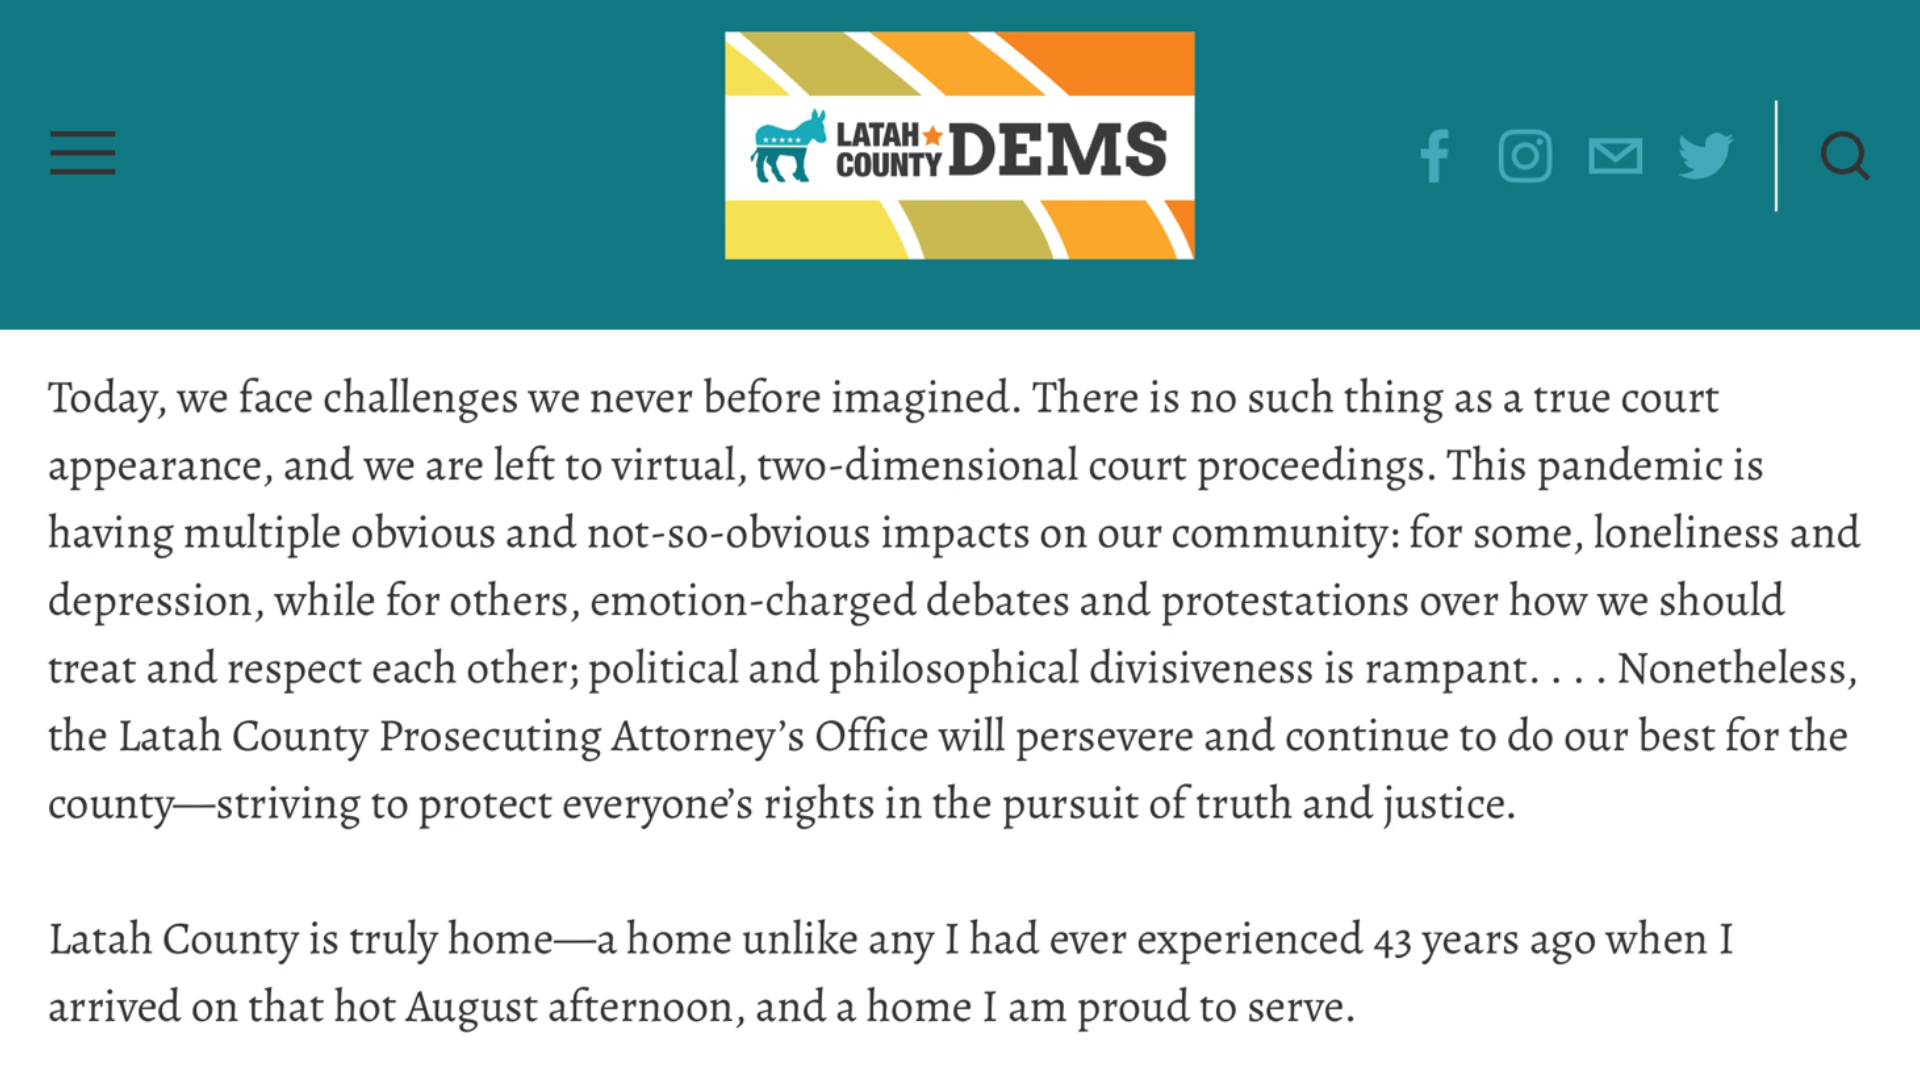 LATAH
COUNTY
DEMS
Today, we face challenges we never before imagined. There is no such thing as a true court
appearance, and we are left to virtual, two-dimensional court proceedings. This pandemic is
having multiple obvious and not-so-obvious impacts on our community: for some, loneliness and
depression, while for others, emotion-charged debates and protestations over how we should
treat and respect each other; political and philosophical divisiveness is rampant. . . . Nonetheless,
the Latah County Prosecuting Attorney’s Office will persevere and continue to do our best for the
county—striving to protect everyone’s rights in the pursuit of truth and justice.
Latah County is truly home—a home unlike any I had ever experienced 43 years ago when I
arrived on that hot August afternoon, and a home I am proud to serve.